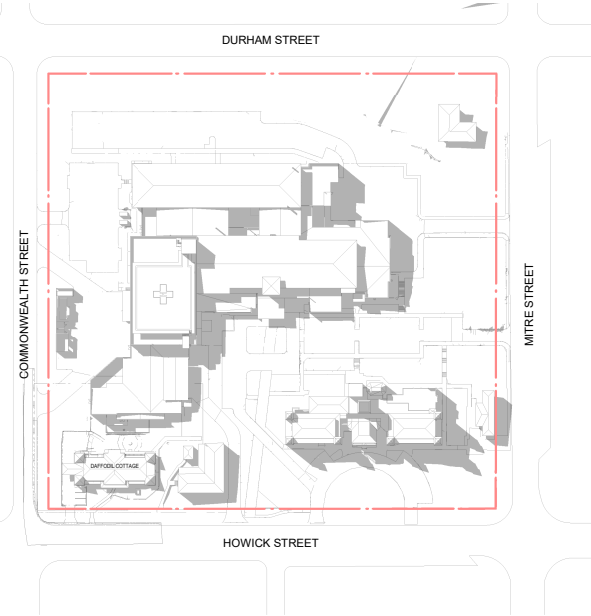 DURHAM STREET
COMMONWEALTH STREET
MITRE STREET
DAFFODIL COTTAGE
HOWICK STREET